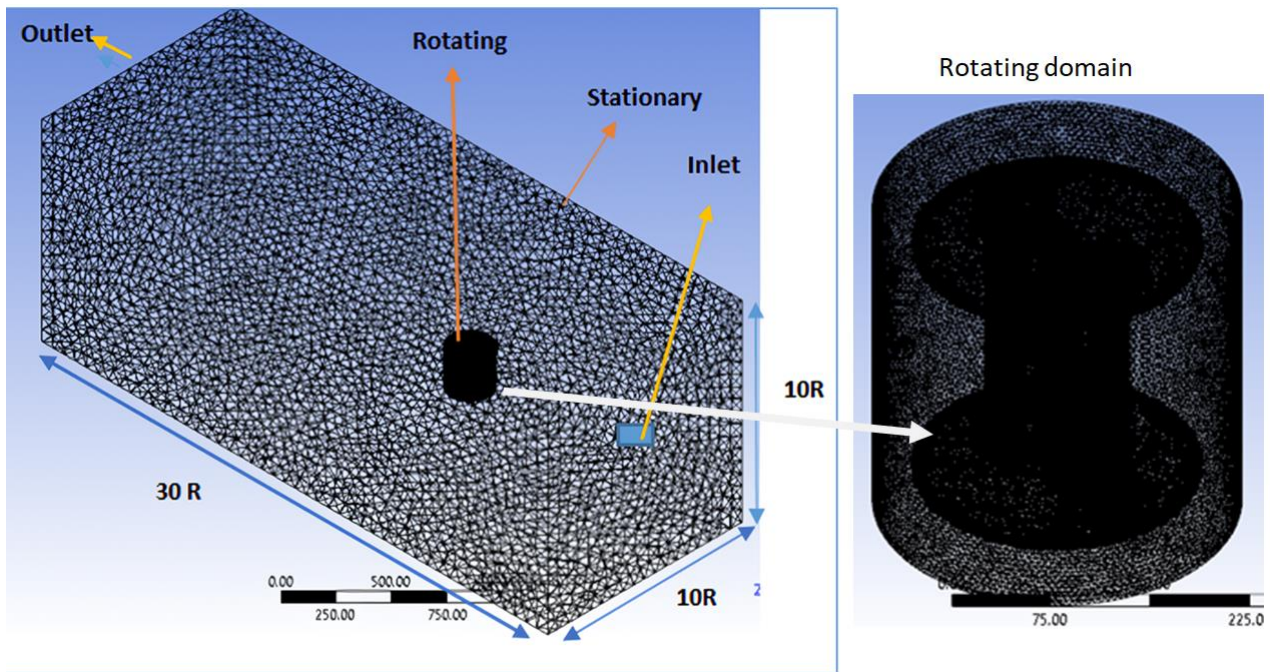 Outlet
Rotating
Stationary
Inlet
10R
30 R
10R
0.00 500.00
250.00 750.00
Rotating domain
75.00 225.0